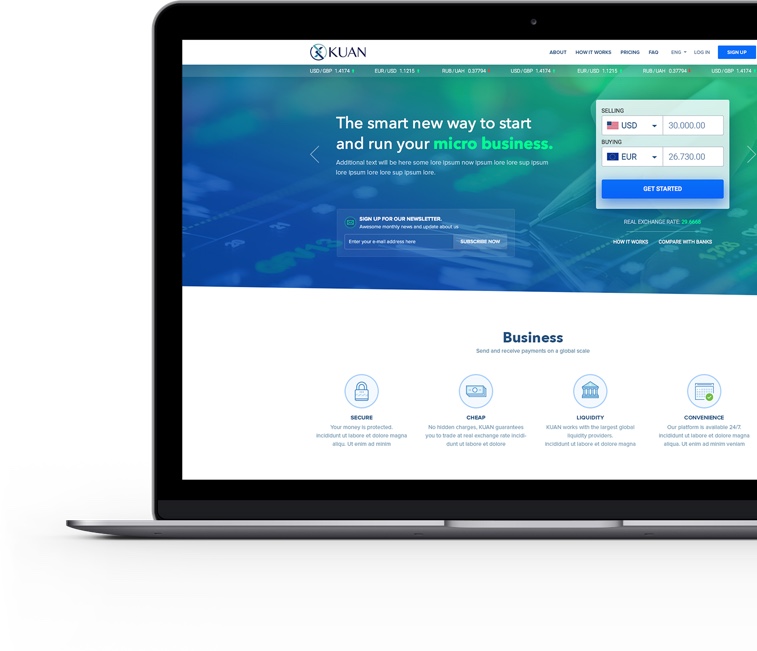 KUAN
ABOUT HOW IT WORKS PRICING FAQ ENG LOG IN SIGN UP
USD/GBP 1.4174 EUR/USD 1.1215 RUB/UAH 0.37794 USD/GBP 1.4174 EUR/USD 1.1215 RUB/UAH 0.37794 USD/GBP 1.4174
The smart new way to start
and run your micro business.
Additional text will be here some lore ipsum now ipsum lore lore sup ipsum
lore ipsum lore lore sup ipsum lore.
SIGN UP FOR OUR NEWSLETTER.
Awesome monthly news and update about us
Enter your e-mail address here SUBSCRIBE NOW
SELLING
USD 30.000.00
BUYING
EUR 26.730.00
GET STARTED
REAL EXCHANGE RATE: 29.6668
HOW IT WORKS COMPARE WITH BANKS
Business
Send and receive payments on a global scale
SECURE
Your money is protected.
incididunt ut labore et dolore magna
aliqu. Ut enim ad minim
CHEAP
No hidden charges, KUAN guarantees
you to trade at real exchange rate incidi-
dunt ut labore et dolore
LIQUIDITY
KUAN works with the largest global
liquidity providers.
incididunt ut labore et dolore magna
CONVENIENCE
Our platform is available 24/7
incididunt ut labore et dolore magna
aliqua. Ut enim ad minim veniam